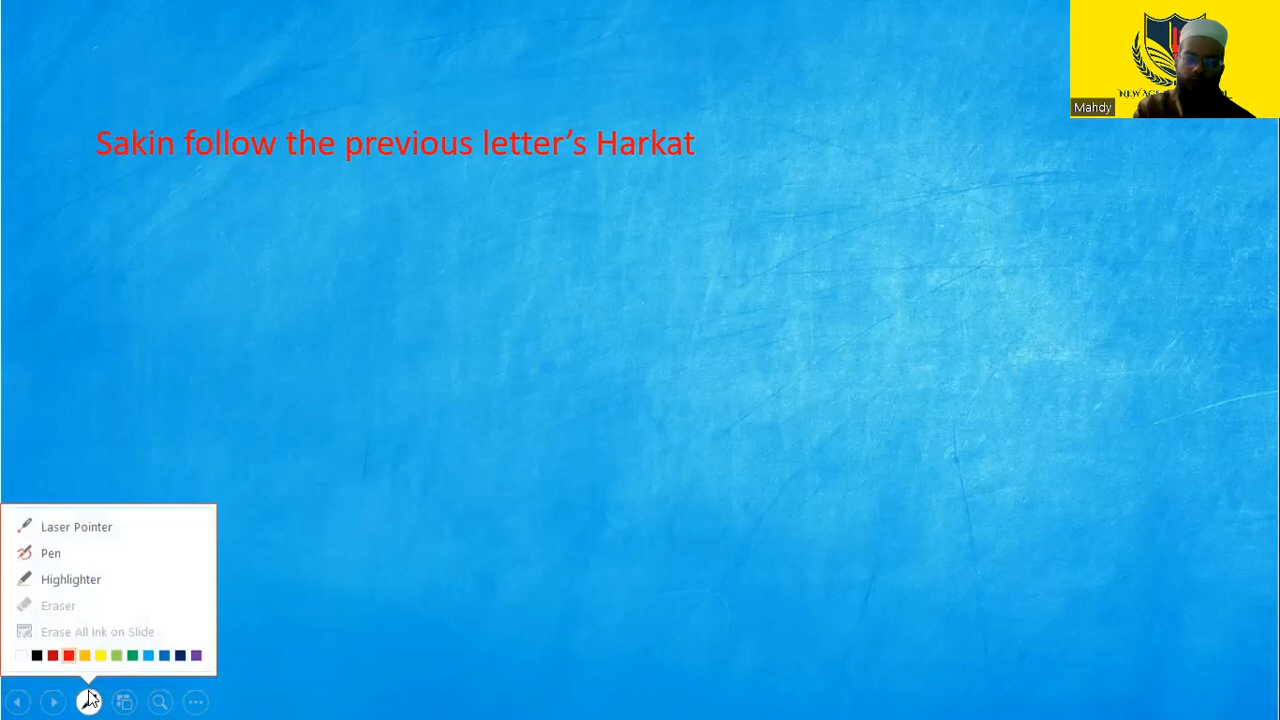 Sakin follow the previous letter’s Harkat
Mahdy
Laser Pointer
Pen
Highlighter
Eraser
Erase All Ink on Slide